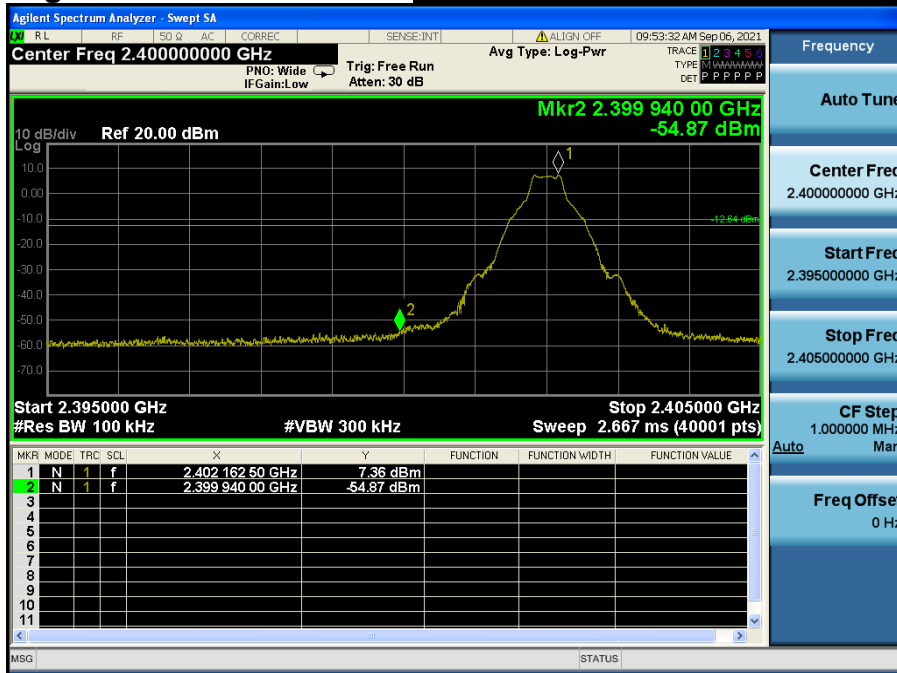 Agilent Spectrum Analyzer - Swept SA
LXI RL RF 50 Ω AC CORREC SENSE:INT ALIGN OFF 09:53:32 AM Sep 06, 2021
Center Freq 2.400000000 GHz
PNO: Wide
IFGain:Low
Trig: Free Run
Atten: 30 dB
Avg Type: Log-Pwr
TRACE 1 2 3 4 5 6
TYPE M WWWWW
DET P P P P P P
Mkr2 2.399 940 00 GHz
-54.87 dBm
10 dB/div Ref 20.00 dBm
Log
10.0
0.00
-10.0
-20.0
-30.0
-40.0
-50.0
-60.0
-70.0
1
2
-12.64 dBm
Start 2.395000 GHz Stop 2.405000 GHz
#Res BW 100 kHz #VBW 300 kHz Sweep 2.667 ms (40001 pts)
MKR MODE TRC SCL X Y FUNCTION FUNCTION WIDTH FUNCTION VALUE
1 N 1 f 2.402 162 50 GHz 7.36 dBm
2 N 1 f 2.399 940 00 GHz -54.87 dBm
3
4
5
6
7
8
9
10
11
MSG STATUS
Frequency
Auto Tune
Center Freq
2.400000000 GHz
Start Freq
2.395000000 GHz
Stop Freq
2.405000000 GHz
CF Step
1.000000 MHz
Auto Man
Freq Offset
0 Hz